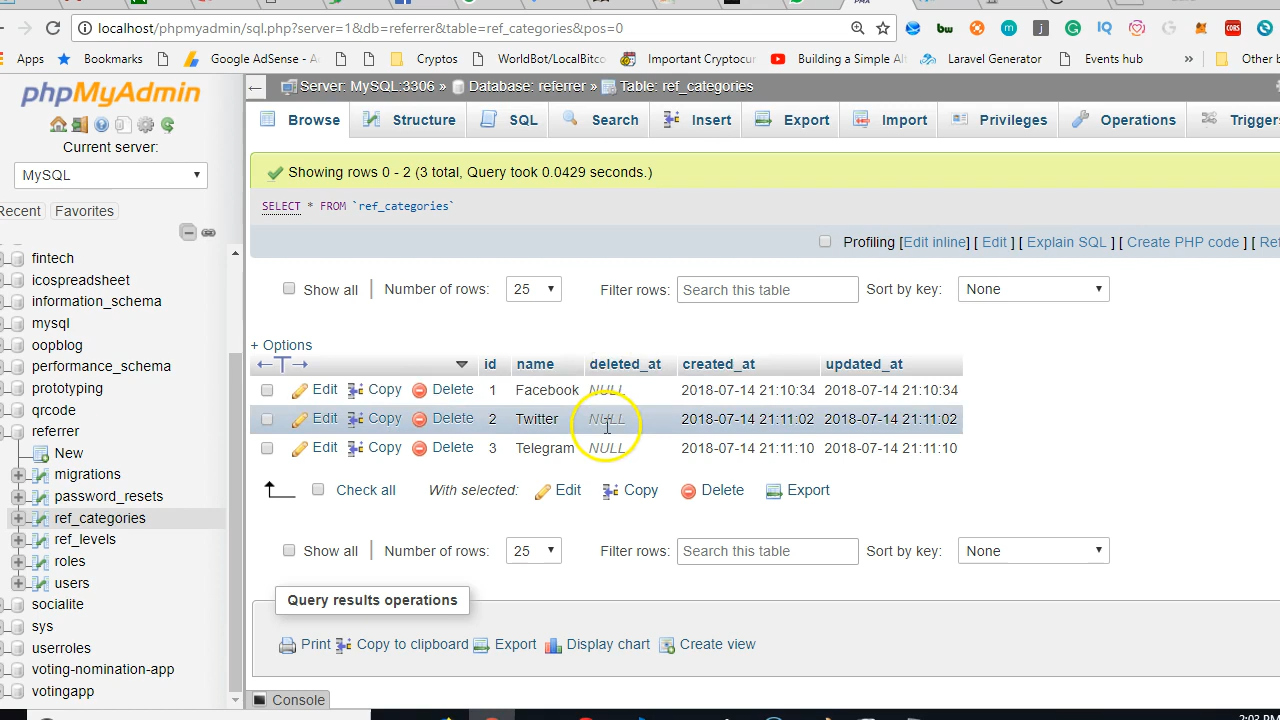 localhost/phpmyadmin/sql.php?server=1&db=referrer&table=ref_categories&pos=0
Apps Bookmarks Google AdSense - A Cryptos WorldBot/LocalBitco Important Cryptocur Building a Simple A Laravel Generator Events hub » Other b
phpMyAdmin
Current server:
MySQL
Recent Favorites
fintech
icospreadsheet
information_schema
mysql
oopblog
performance_schema
prototyping
qrcode
referrer
New
migrations
password_resets
ref_categories
ref_levels
roles
users
socialite
sys
userroles
voting-nomination-app
votingapp
Server: MySQL:3306 » Database: referrer » Table: ref_categories
Browse Structure SQL Search Insert Export Import Privileges Operations Triggers
Showing rows 0 - 2 (3 total, Query took 0.0429 seconds.)
SELECT * FROM `ref_categories`
Profiling [Edit inline] [ Edit ] [ Explain SQL ] [ Create PHP code ] [ Re
Show all | Number of rows: 25 Filter rows: Search this table Sort by key: None
+ Options
id name deleted_at created_at updated_at
Edit Copy Delete 1 Facebook NULL 2018-07-14 21:10:34 2018-07-14 21:10:34
Edit Copy Delete 2 Twitter NULL 2018-07-14 21:11:02 2018-07-14 21:11:02
Edit Copy Delete 3 Telegram NULL 2018-07-14 21:11:10 2018-07-14 21:11:10
Check all With selected: Edit Copy Delete Export
Show all | Number of rows: 25 Filter rows: Search this table Sort by key: None
Query results operations
Print Copy to clipboard Export Display chart Create view
Console
2:03 PM